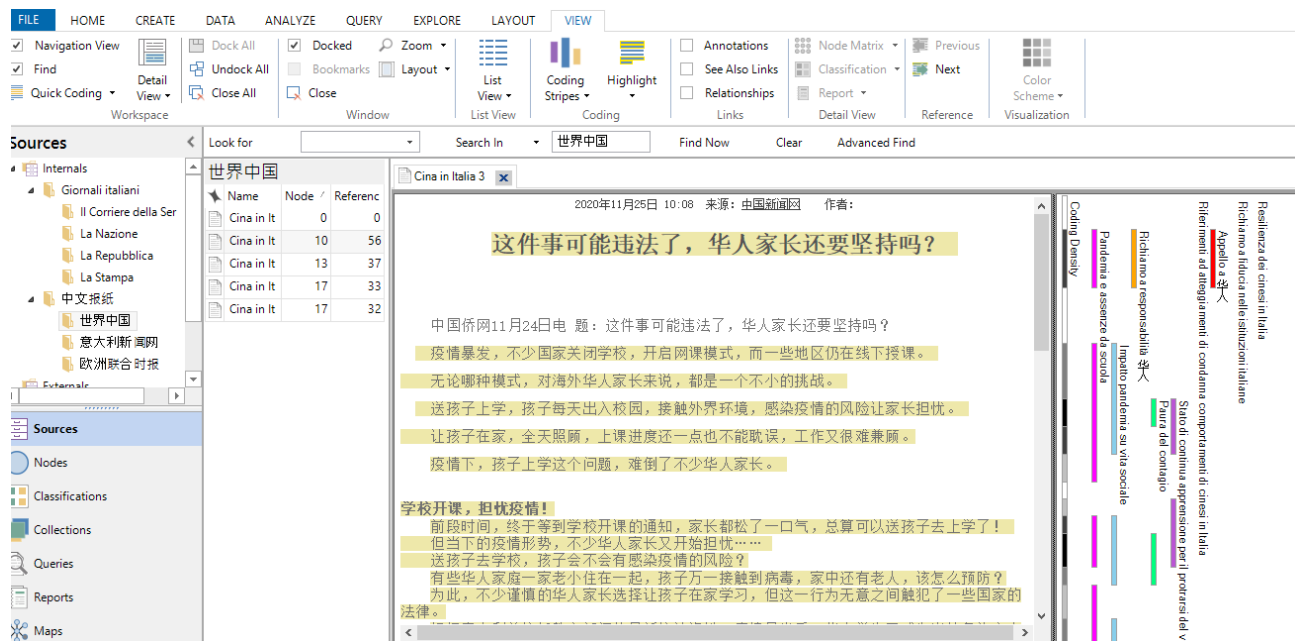 FILE HOME CREATE DATA ANALYZE QUERY EXPLORE LAYOUT VIEW
Navigation View Dock All Docked Zoom Annotations Node Matrix Previous
Find Undock All Bookmarks Layout See Also Links Classification Next
Quick Coding Detail View Close All Close List View Coding Stripes Highlight Relationships Report Color Scheme
Workspace Window List View Coding Links Detail View Reference Visualization
Sources Look for Search In 世界中国 Find Now Clear Advanced Find
Internals
Giornali italiani
Il Corriere della Ser
La Nazione
La Repubblica
La Stampa
中文报纸
世界中国
意大利新闻网
欧洲联合时报
Externals
Sources
Nodes
Classifications
Collections
Queries
Reports
Maps
世界中国
Name Node Referenc
Cina in It 0 0
Cina in It 10 56
Cina in It 13 37
Cina in It 17 33
Cina in It 17 32
Cina in Italia 3
2020年11月25日 10:08 来源：中国新闻网 作者：
这件事可能违法了，华人家长还要坚持吗？
中国侨网11月24日电 题：这件事可能违法了，华人家长还要坚持吗？
疫情暴发，不少国家关闭学校，开启网课模式，而一些地区仍在线下授课。
无论哪种模式，对海外华人家长来说，都是一个不小的挑战。
送孩子上学，孩子每天出入校园，接触外界环境，感染疫情的风险让家长担忧。
让孩子在家，全天照顾，上课进度还一点也不能耽误，工作又很难兼顾。
疫情下，孩子上学这个问题，难倒了不少华人家长。
学校开课，担忧疫情！
前段时间，终于等到学校开课的通知，家长都松了一口气，总算可以送孩子去上学了！
但当下的疫情形势，不少华人家长又开始担忧……
送孩子去学校，孩子会不会有感染疫情的风险？
有些华人家庭一家老小住在一起，孩子万一接触到病毒，家中还有老人，该怎么预防？
为此，不少谨慎的华人家长选择让孩子在家学习，但这一行为无意之间触犯了一些国家的
法律。
Coding Density
Pandemia e assenze da scuola
Impatto pandemia su vita sociale
Richiamo a responsabilità 华人
Paura del contagio
Stato di continua apprensione per il protrarsi del v
Riferimenti ad atteggiamenti di condanna comportamenti di cinesi in Italia
Appello a 华人
Richiamo a fiducia nelle istituzioni italiane
Resilienza dei cinesi in Italia